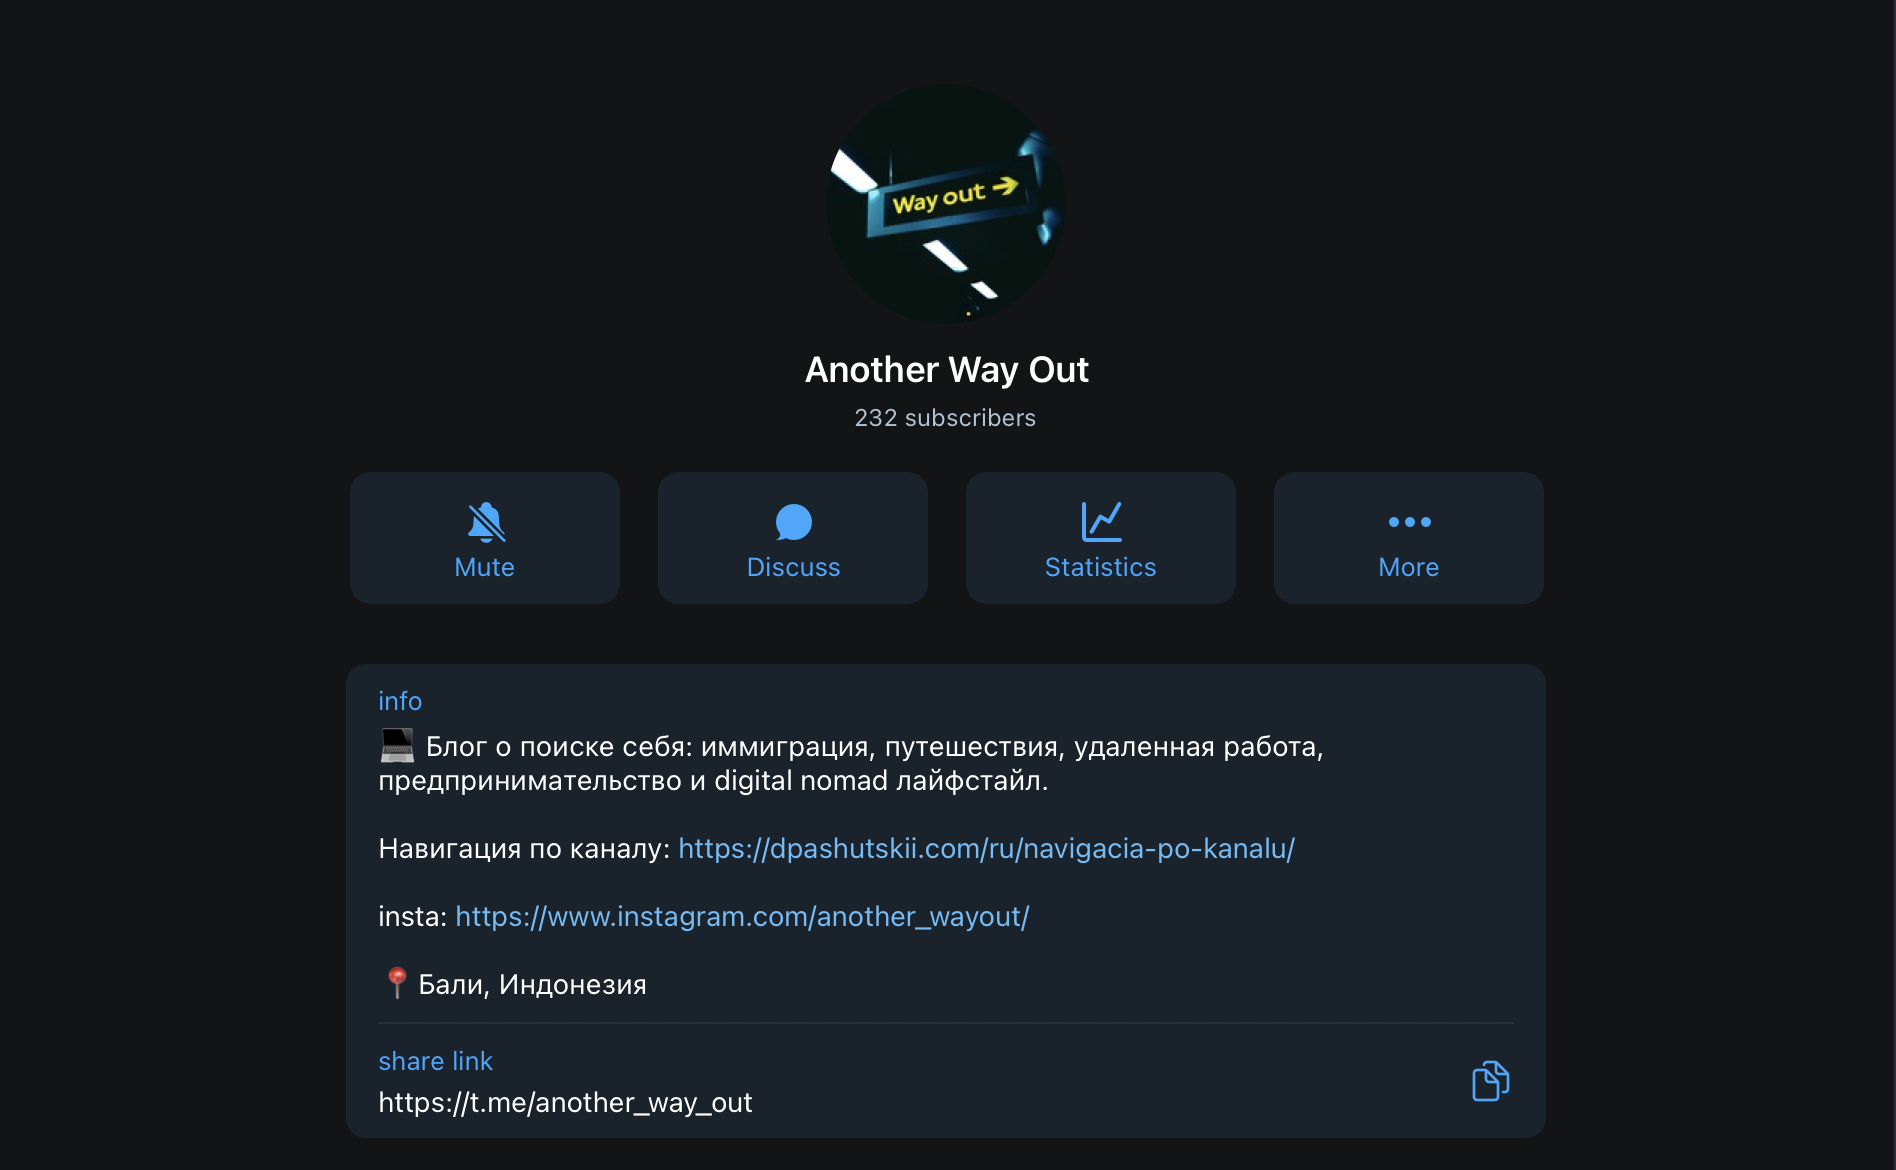 Way out →
Another Way Out
232 subscribers
Mute
Discuss
Statistics
More
info
💻 Блог о поиске себя: иммиграция, путешествия, удаленная работа,
предпринимательство и digital nomad лайфстайл.
Навигация по каналу: https://dpashutskii.com/ru/navigacia-po-kanalu/
insta: https://www.instagram.com/another_wayout/
📍 Бали, Индонезия
share link
https://t.me/another_way_out